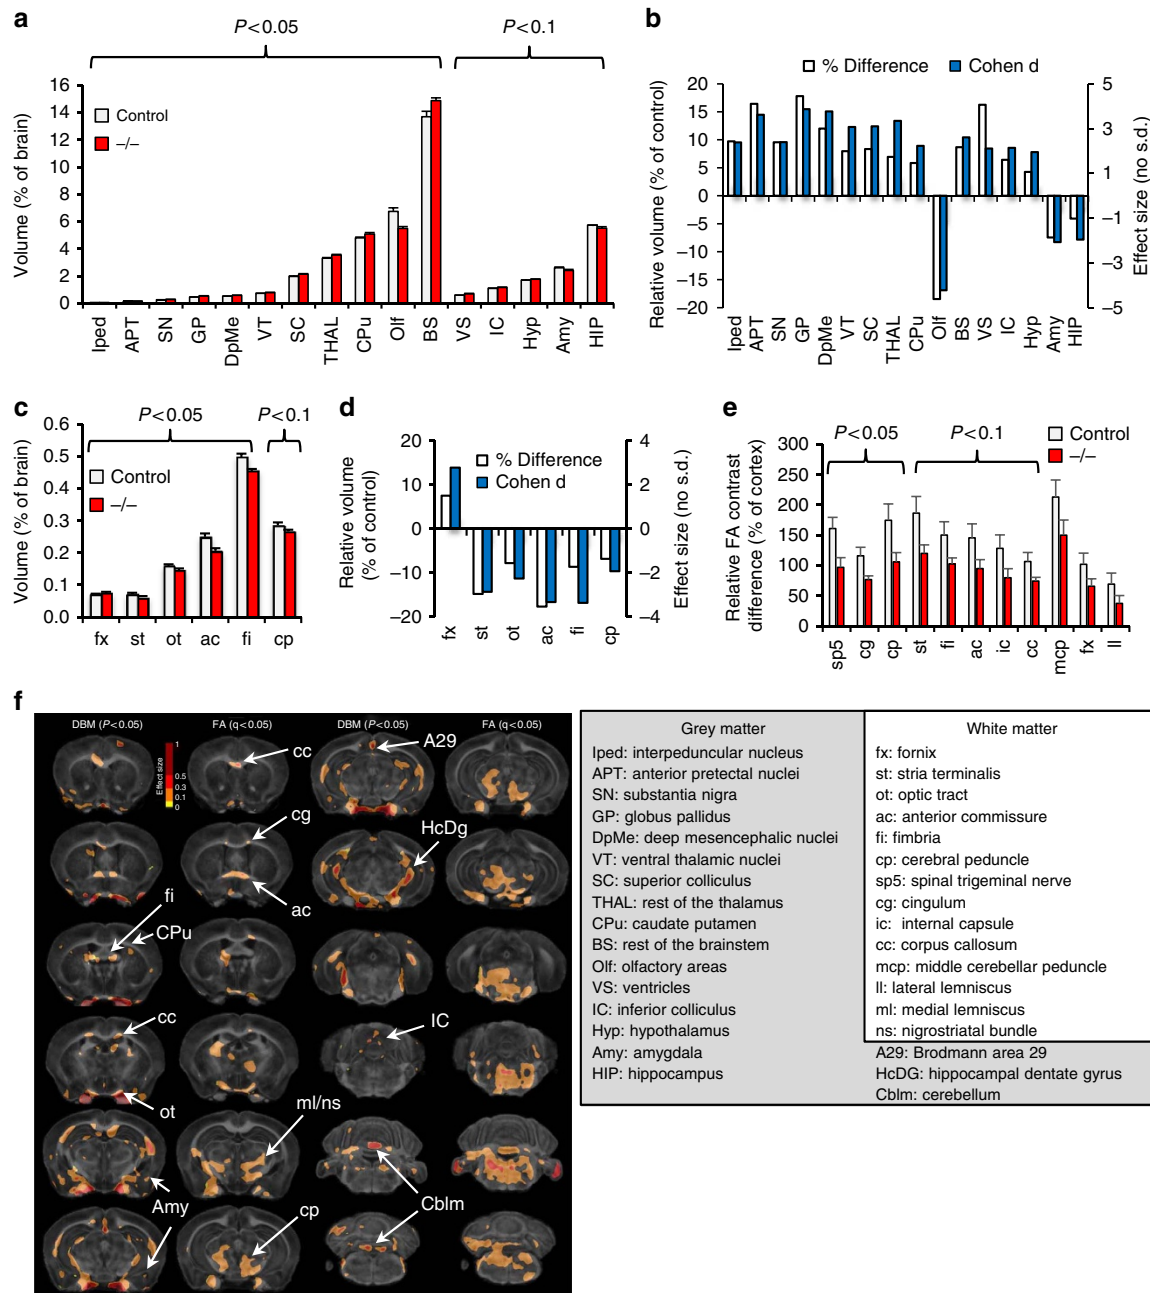 a
P<0.05
P<0.1
Volume (% of brain)
16
14
12
10
8
6
4
2
0
Control
–/–
Iped
APT
SN
GP
DpMe
VT
SC
THAL
CPu
Olf
BS
VS
IC
Hyp
Amy
HIP
b
% Difference
Cohen d
Relative volume (% of control)
20
15
10
5
0
–5
–10
–15
–20
5
3
1
–1
–3
–5
Effect size (no s.d.)
Iped
APT
SN
GP
DpMe
VT
SC
THAL
CPu
Olf
BS
VS
IC
Hyp
Amy
HIP
c
P<0.05
P<0.1
Volume (% of brain)
0.6
0.5
0.4
0.3
0.2
0.1
0.0
Control
–/–
fx
st
ot
ac
fi
cp
d
Relative volume
(% of control)
20
10
0
–10
–20
% Difference
Cohen d
4
2
0
–2
–4
Effect size (no s.d.)
fx
st
ot
ac
fi
cp
e
Relative FA contrast
difference (% of cortex)
300
250
200
150
100
50
0
P<0.05
P<0.1
Control
–/–
sp5
cg
cp
st
fi
ac
ic
cc
mcp
fx
ll
f
DBM (P<0.05)
FA (q<0.05)
DBM (P<0.05)
FA (q<0.05)
Effect size
1
0.5
0.3
0.1
0
cc
A29
cg
HcDg
ac
fi
CPu
cc
IC
ot
ml/ns
Amy
Cblm
cp
Grey matter
Iped: interpeduncular nucleus
APT: anterior pretectal nuclei
SN: substantia nigra
GP: globus pallidus
DpMe: deep mesencephalic nuclei
VT: ventral thalamic nuclei
SC: superior colliculus
THAL: rest of the thalamus
CPu: caudate putamen
BS: rest of the brainstem
Olf: olfactory areas
VS: ventricles
IC: inferior colliculus
Hyp: hypothalamus
Amy: amygdala
HIP: hippocampus
White matter
fx: fornix
st: stria terminalis
ot: optic tract
ac: anterior commissure
fi: fimbria
cp: cerebral peduncle
sp5: spinal trigeminal nerve
cg: cingulum
ic: internal capsule
cc: corpus callosum
mcp: middle cerebellar peduncle
ll: lateral lemniscus
ml: medial lemniscus
ns: nigrostriatal bundle
A29: Brodmann area 29
HcDG: hippocampal dentate gyrus
Cblm: cerebellum